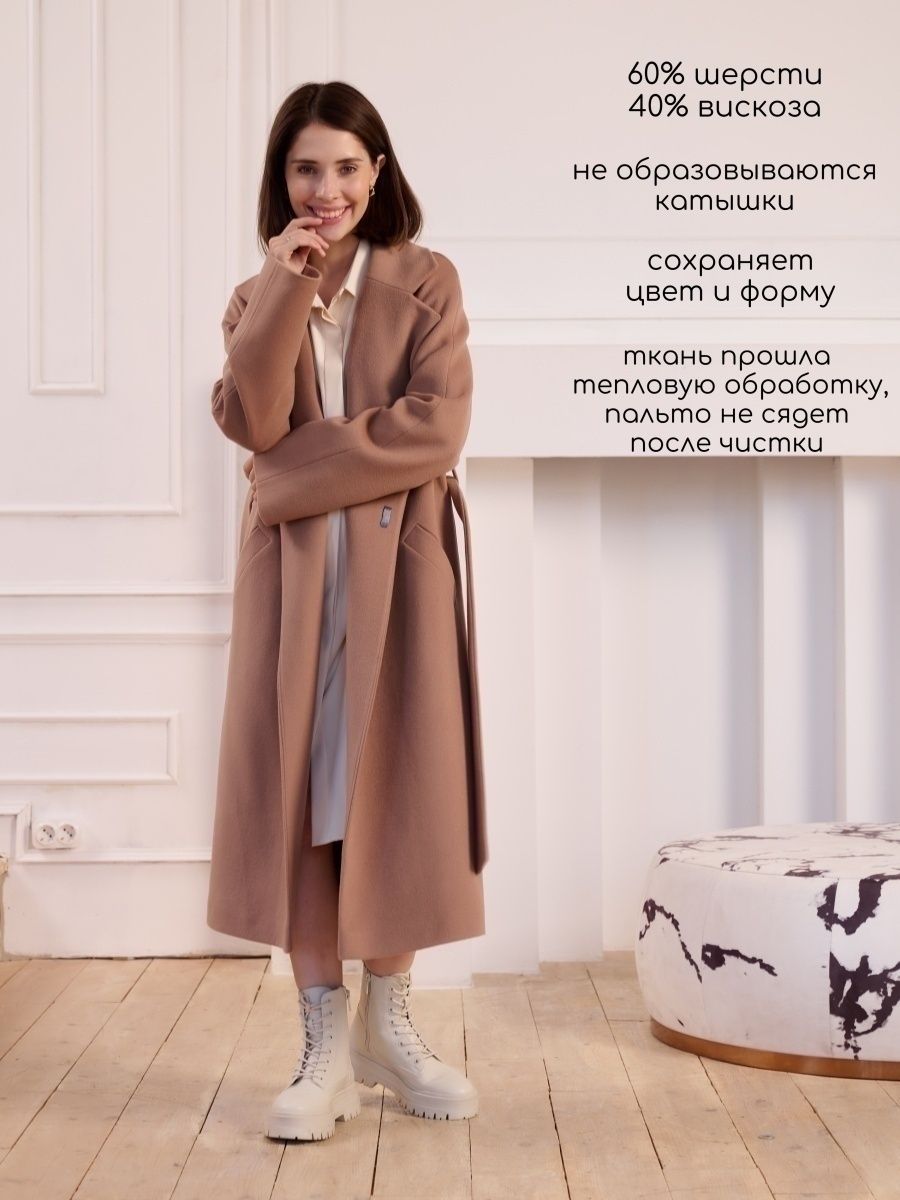 60% шерсти
40% вискоза
не образовываются
катышки
сохраняет
цвет и форму
ткань прошла
тепловую обработку,
пальто не сядет
после чистки